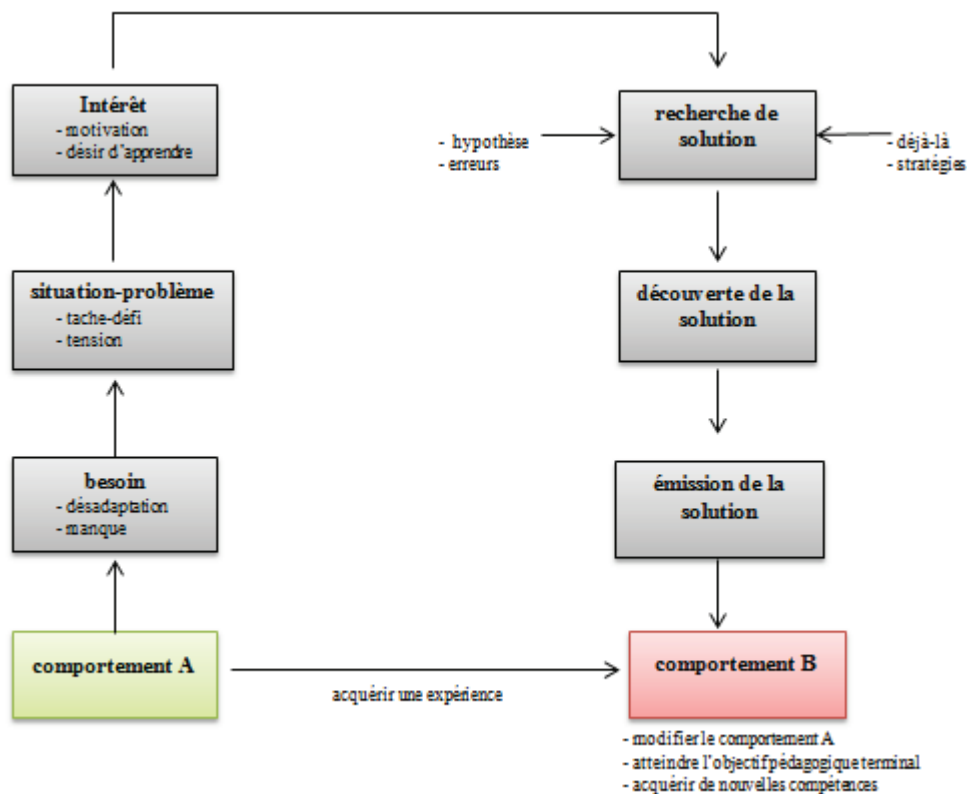 Intérêt
- motivation
- désir d'apprendre
situation-problème
- tache-défi
- tension
besoin
- désadaptation
- manque
comportement A
acquérir une expérience
- hypothèse
- erreurs
recherche de
solution
- déjà-là
- stratégies
découverte de la
solution
émission de la
solution
comportement B
- modifier le comportement A
- atteindre l'objectif pédagogique terminal
- acquérir de nouvelles compétences